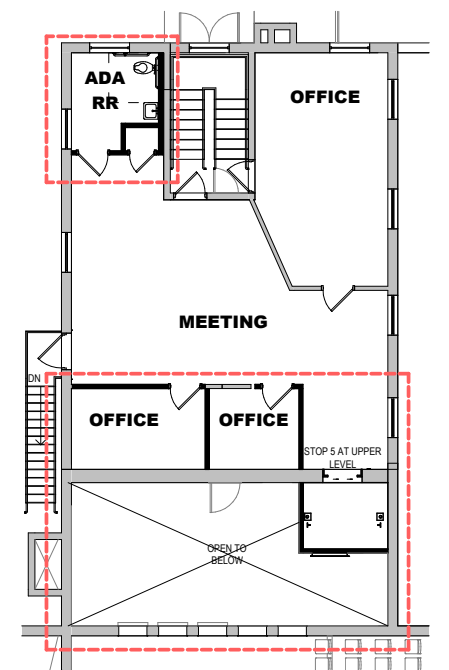 ADA
RR
OFFICE
MEETING
DN
OFFICE
OFFICE
STOP 5 AT UPPER
LEVEL
OPEN TO
BELOW